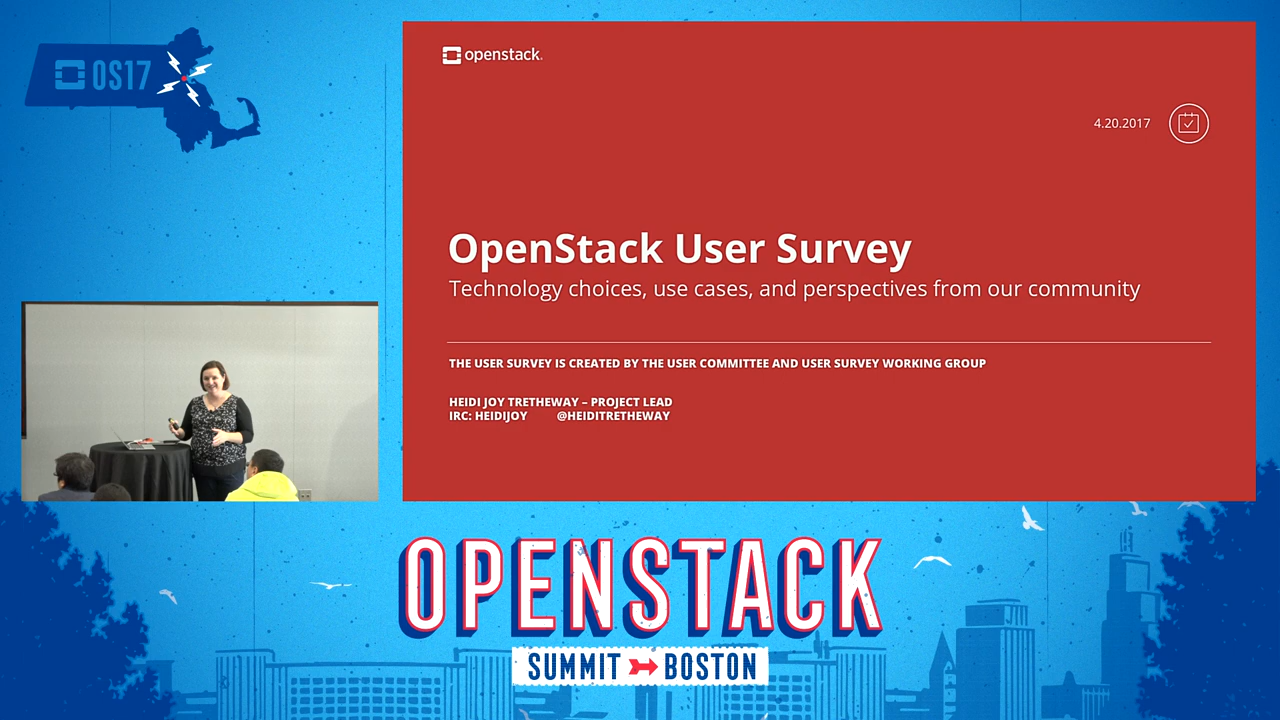 OS17
openstack.
4.20.2017
OpenStack User Survey
Technology choices, use cases, and perspectives from our community
THE USER SURVEY IS CREATED BY THE USER COMMITTEE AND USER SURVEY WORKING GROUP
HEIDI JOY TRETHEWAY – PROJECT LEAD
IRC: HEIDIJOY @HEIDITRETHEWAY
OPENSTACK
SUMMIT BOSTON